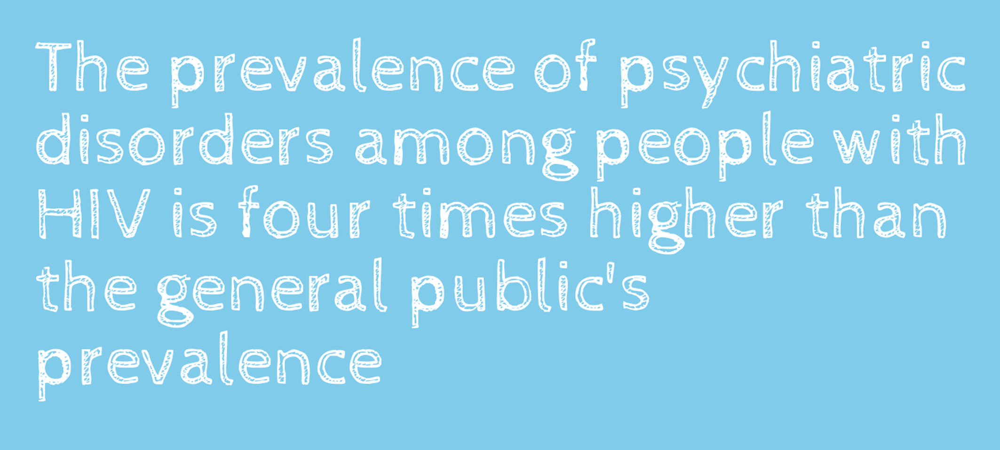 The prevalence of psychiatric
disorders among people with
HIV is four times higher than
the general public's
prevalence